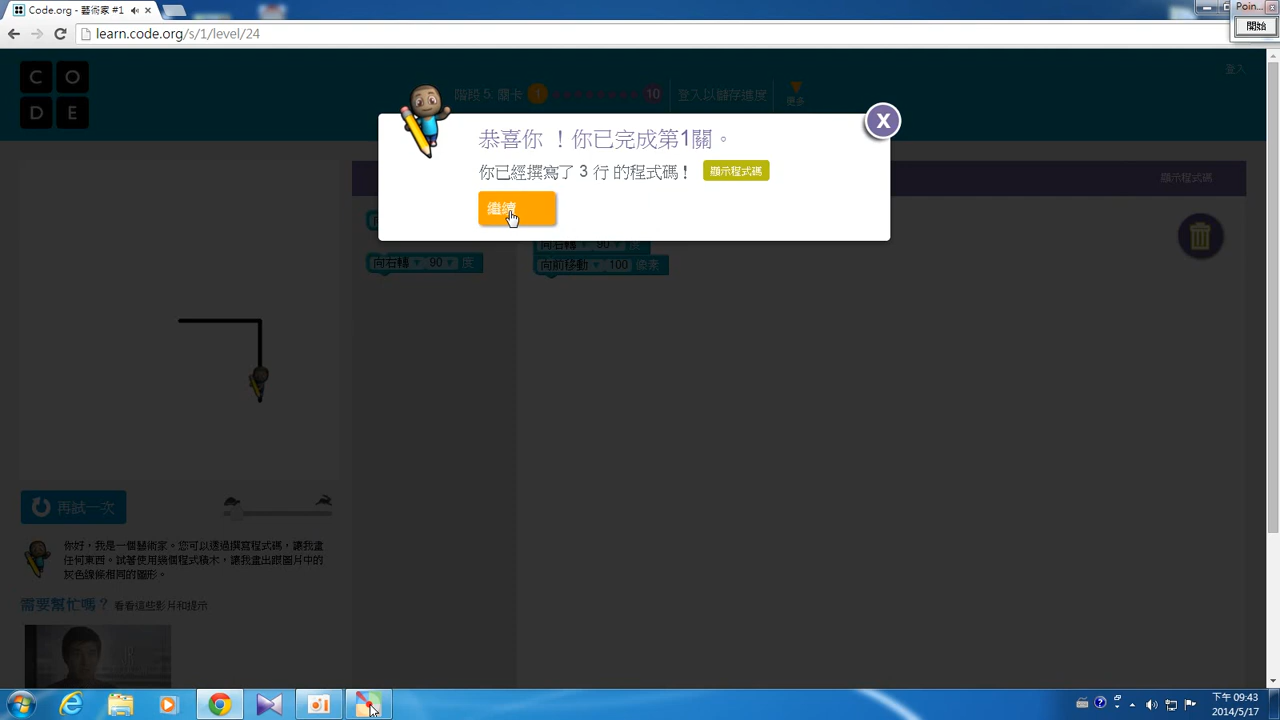 Code.org - 藝術家 #1
Poin...
開始
learn.code.org/s/1/level/24
C O
D E
階段 5: 關卡 1 10 登入以儲存進度 更多
登入
X
恭喜你 ！你已完成第1關。
你已經撰寫了 3 行 的程式碼！ 顯示程式碼
繼續
顯示程式碼
向右轉 90 度
向前移動 100 像素
向右轉 90 度
再試一次
你好，我是一個藝術家。您可以透過撰寫程式碼，讓我畫
任何東西。試著使用幾個程式積木，讓我畫出跟圖片中的
灰色線條相同的圖形。
需要幫忙嗎？ 看看這些影片和提示
下午 09:43
2014/5/17